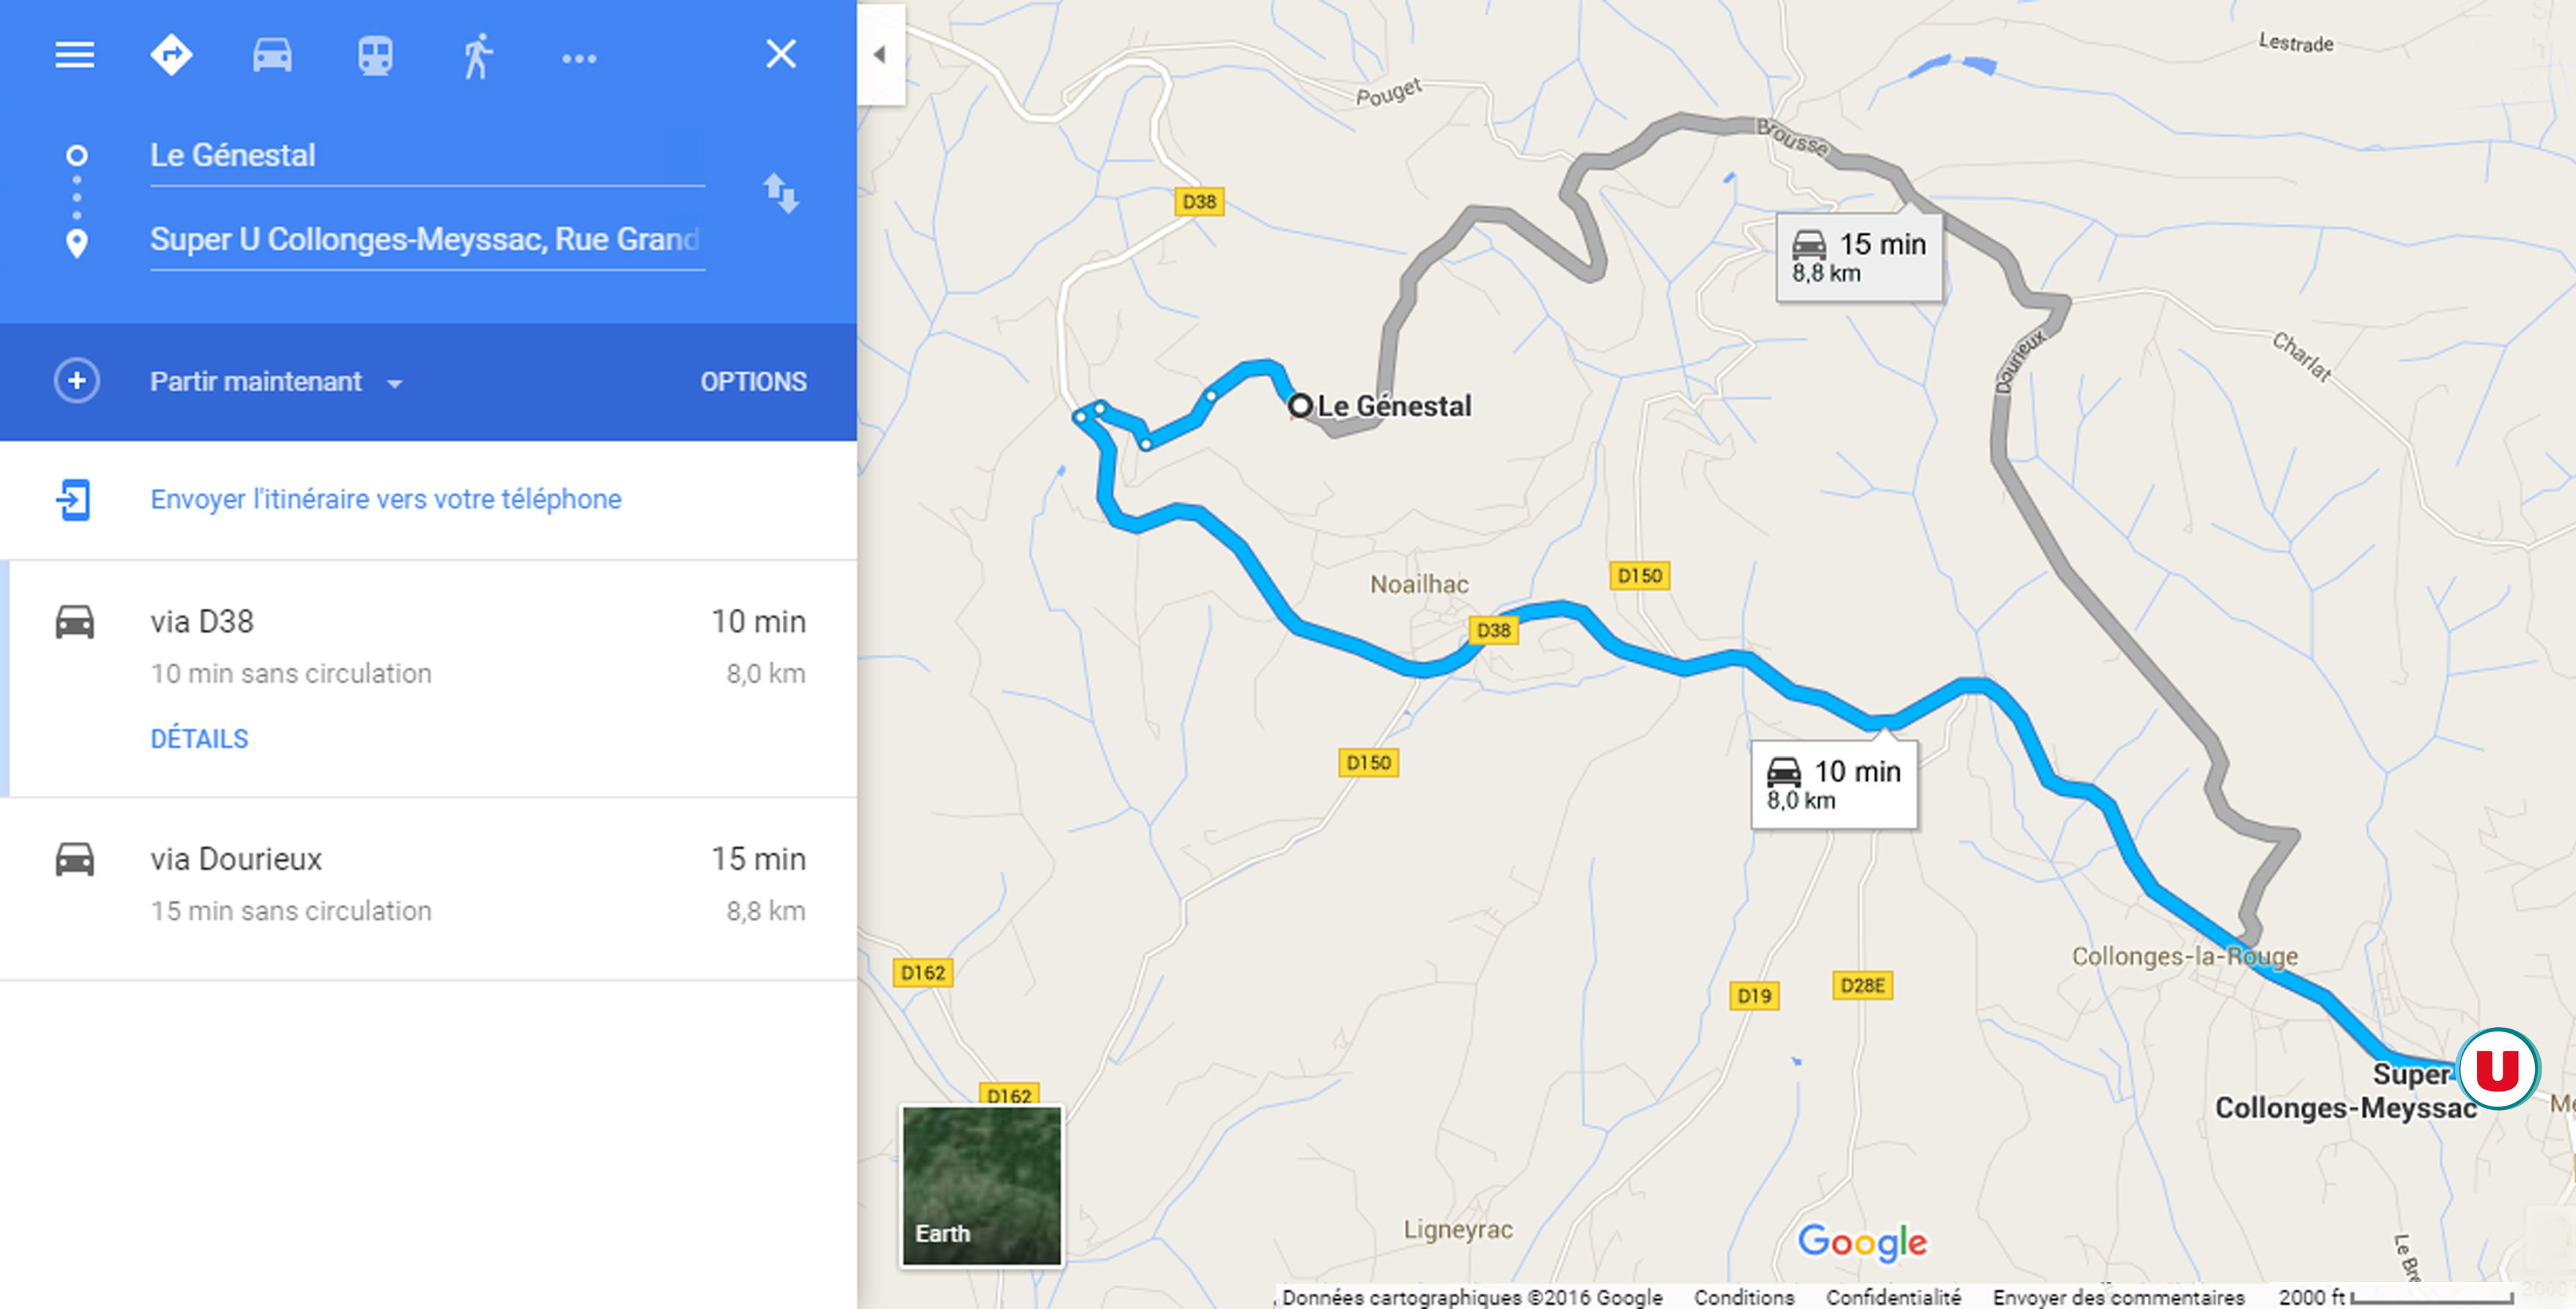 Le Génestal
Super U Collonges-Meyssac, Rue Grand
Partir maintenant
OPTIONS
Envoyer l'itinéraire vers votre téléphone
via D38
10 min
10 min sans circulation
8,0 km
DÉTAILS
via Dourieux
15 min
15 min sans circulation
8,8 km
Lestrade
Pouget
Brousse
D38
15 min
8,8 km
Dourieux
Charlat
Le Génestal
D150
Noailhac
D38
D150
10 min
8,0 km
Collonges-la-Rouge
D162
D28E
D19
Super U
Collonges-Meyssac
D162
Earth
Ligneyrac
Google
Données cartographiques ©2016 Google
Conditions
Confidentialité
Envoyer des commentaires
2000 ft